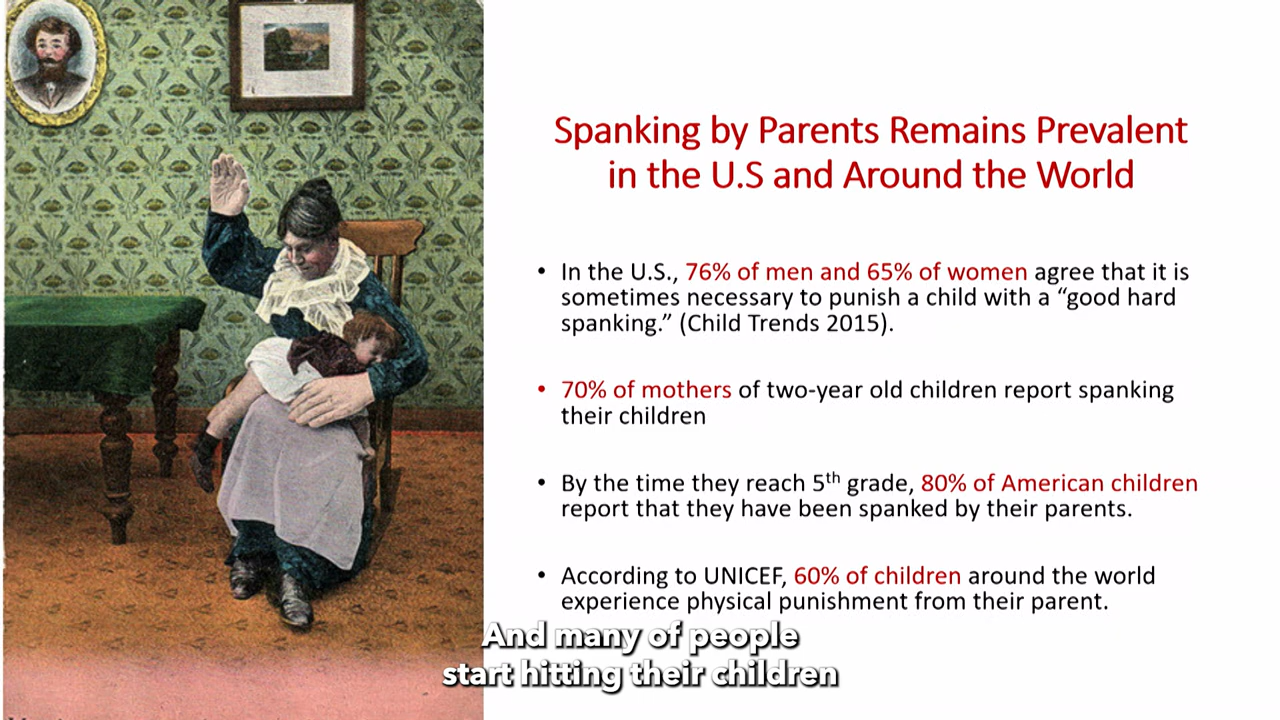 Spanking by Parents Remains Prevalent
in the U.S and Around the World
• In the U.S., 76% of men and 65% of women agree that it is
sometimes necessary to punish a child with a “good hard
spanking.” (Child Trends 2015).
• 70% of mothers of two-year old children report spanking
their children
• By the time they reach 5th grade, 80% of American children
report that they have been spanked by their parents.
• According to UNICEF, 60% of children around the world
experience physical punishment from their parent.
And many of people
start hitting their children